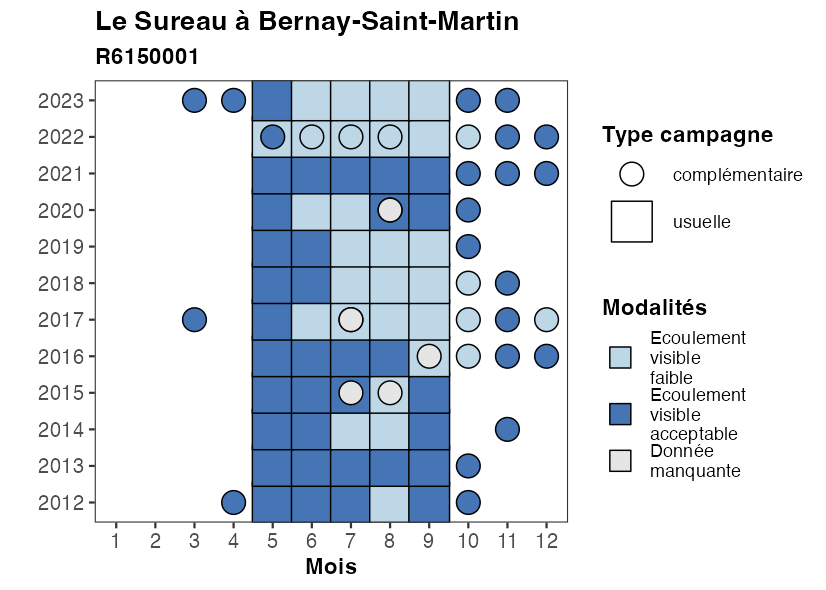 Le Sureau à Bernay-Saint-Martin
R6150001
2023
2022
2021
2020
2019
2018
2017
2016
2015
2014
2013
2012
1 2 3 4 5 6 7 8 9 10 11 12
Mois
Type campagne
complémentaire
usuelle
Modalités
Ecoulement
visible
faible
Ecoulement
visible
acceptable
Donnée
manquante